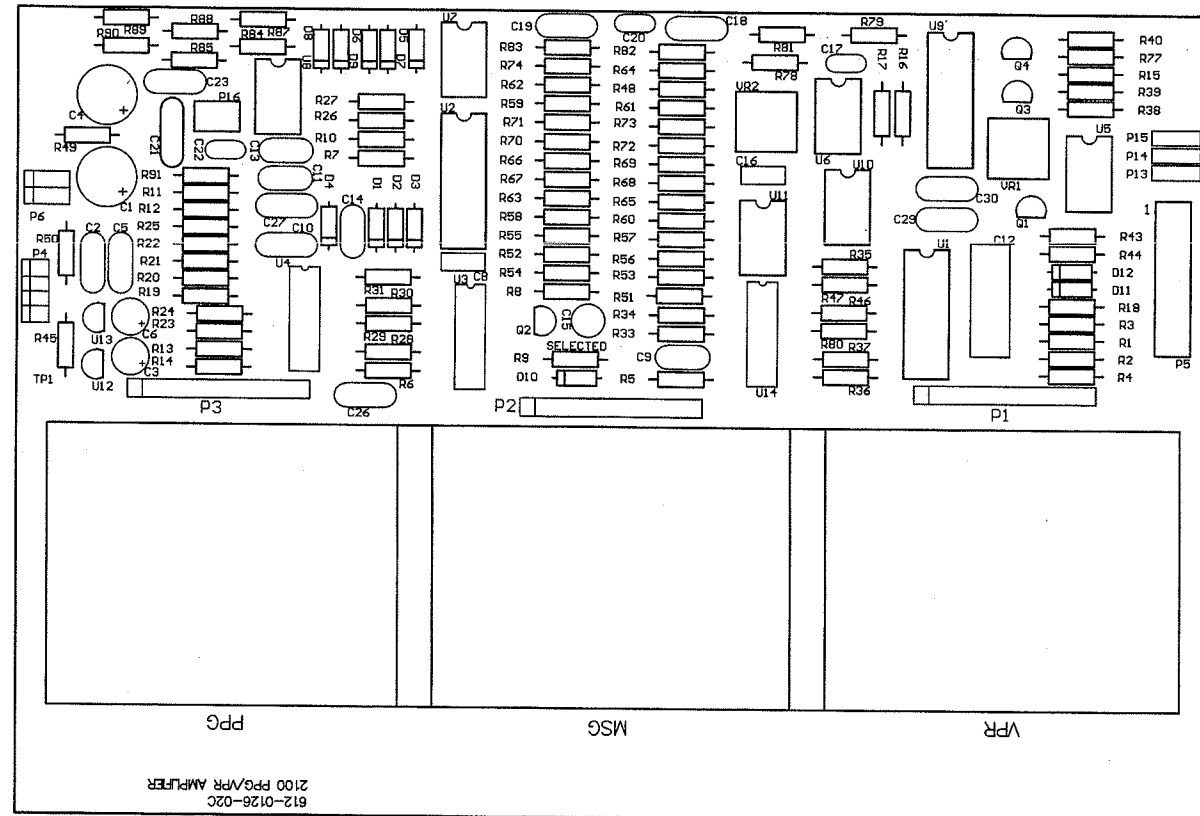 R90 R89 R88 R84 R87 D8 D6 D5 U7 C19 C20 C18 R79 U9
R85 U8 D9 D7 R83 R82 R81 C17 R17 R16 Q4 R40
C23 R74 R64 R78 R77
P16 R62 R48 VR2 R15
C4 R27 R59 R61 Q3 R39
R49 R26 U2 R71 R73 R38
C21 C22 C13 R10 R70 R72 U6 U5 P15
R7 R66 R69 C16 U10 P14
R91 C11 D4 D1 D2 D3 R67 R68 U11 VR1 P13
P6 C1 R11 R63 R65 C30
R12 C27 C14 R58 R60 C29 Q1 1
R50 C2 C5 R25 C10 R55 R57 U1 C12 R43
P4 R22 R52 R56 R44
R21 U4 U3 C8 R54 R53 R35 D12
R20 R31 R30 R8 R51 R47 R46 D11
R19
R24 C15 R34 R18
R45 U13 R23 C6 R29 R28 Q2 R33 R80 R37 R3
R13 SELECTED R1
TP1 U12 R14 C3 R6 R9 C9 R2
D10 R5 U14 R36 R4 P5
P3 C26 P2 P1
PPG MSG VPR
612-0126-02C
2100 PPG/VPR AMPLIFIER